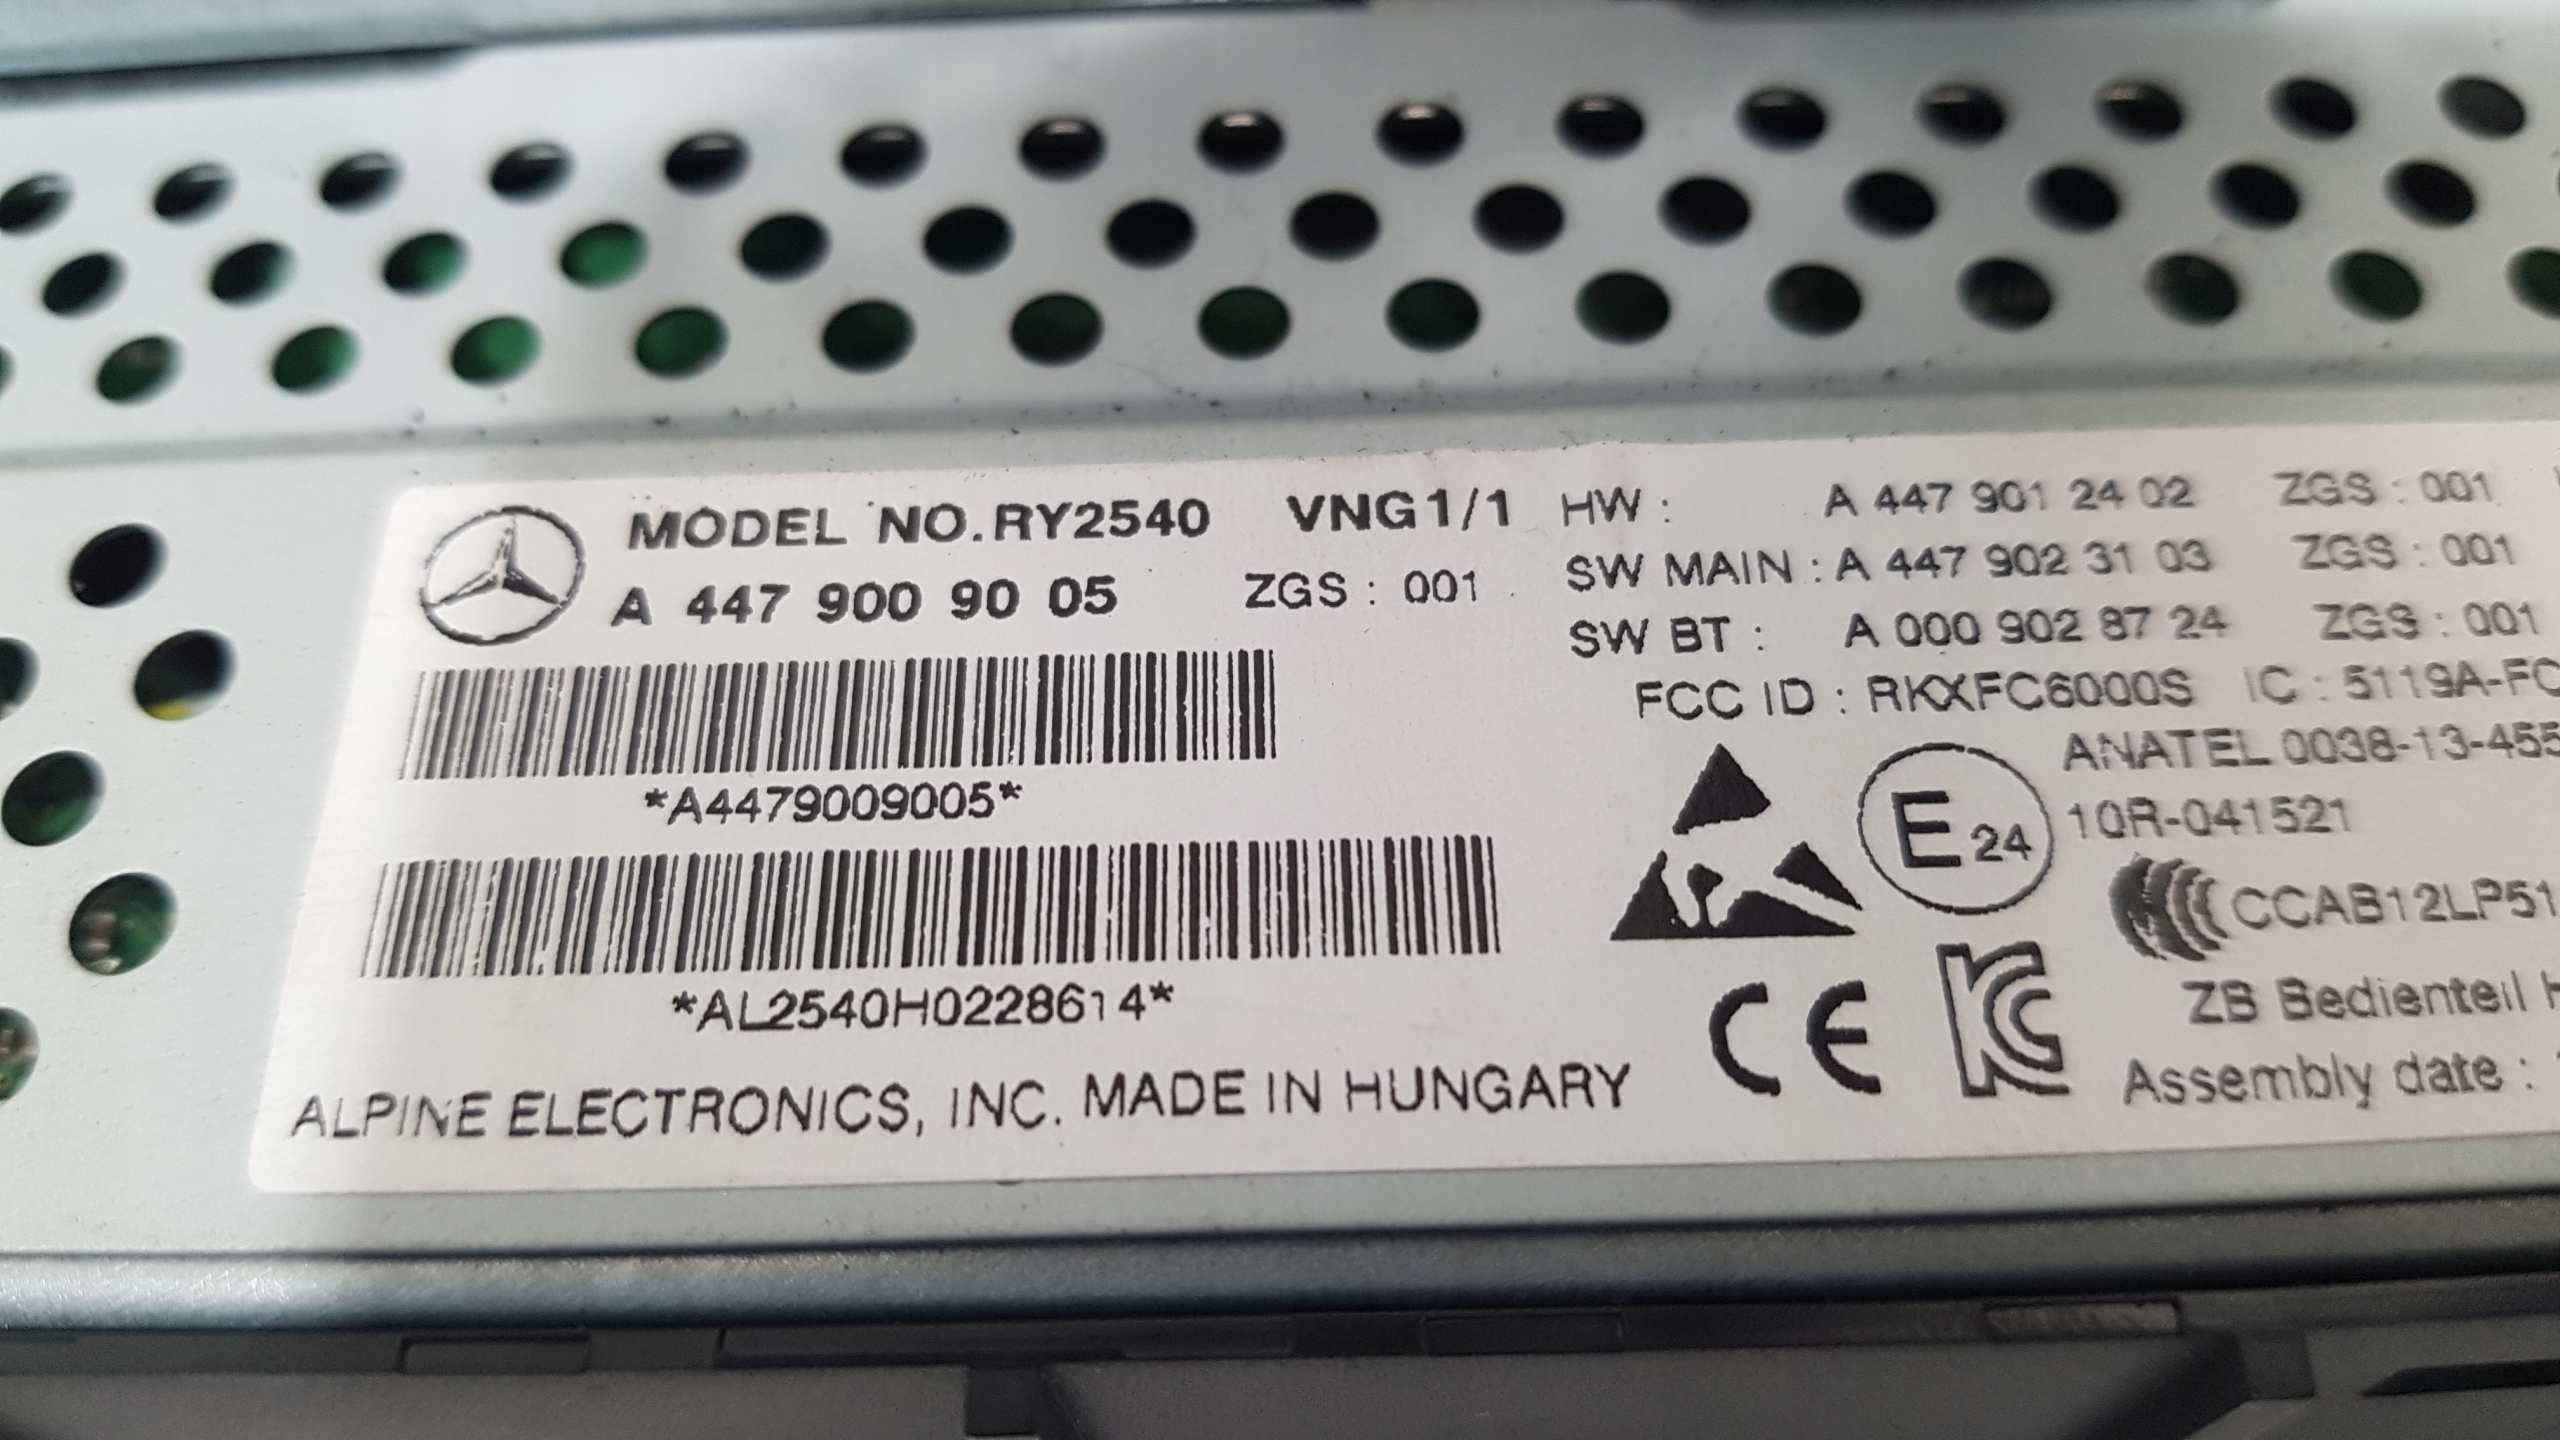 MODEL NO.RY2540 VNG1/1
A 447 900 90 05 ZGS : 001
*A4479009005*
*AL2540H0228614*
ALPINE ELECTRONICS, INC. MADE IN HUNGARY
HW : A 447 901 24 02 ZGS : 001
SW MAIN : A 447 902 31 03 ZGS : 001
SW BT : A 000 902 87 24 ZGS : 001
FCC ID : RKXFC6000S IC : 5119A-FC
ANATEL 0038-13-455
E24 10R-041521
CCAB12LP51
CE KC
ZB Bedienteil H
Assembly date :